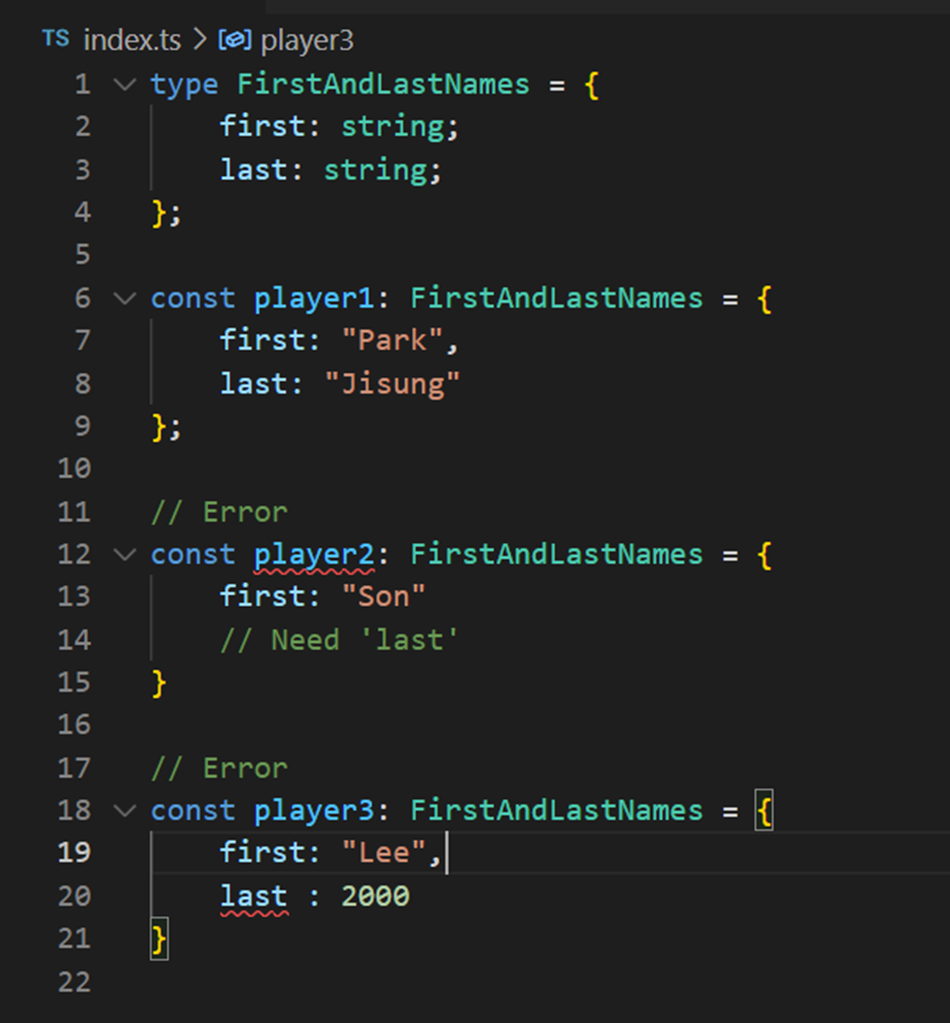 TS index.ts > player3
1 type FirstAndLastNames = {
2 first: string;
3 last: string;
4 };
5
6 const player1: FirstAndLastNames = {
7 first: "Park",
8 last: "Jisung"
9 };
10
11 // Error
12 const player2: FirstAndLastNames = {
13 first: "Son"
14 // Need 'last'
15 }
16
17 // Error
18 const player3: FirstAndLastNames = {
19 first: "Lee",
20 last : 2000
21 }
22